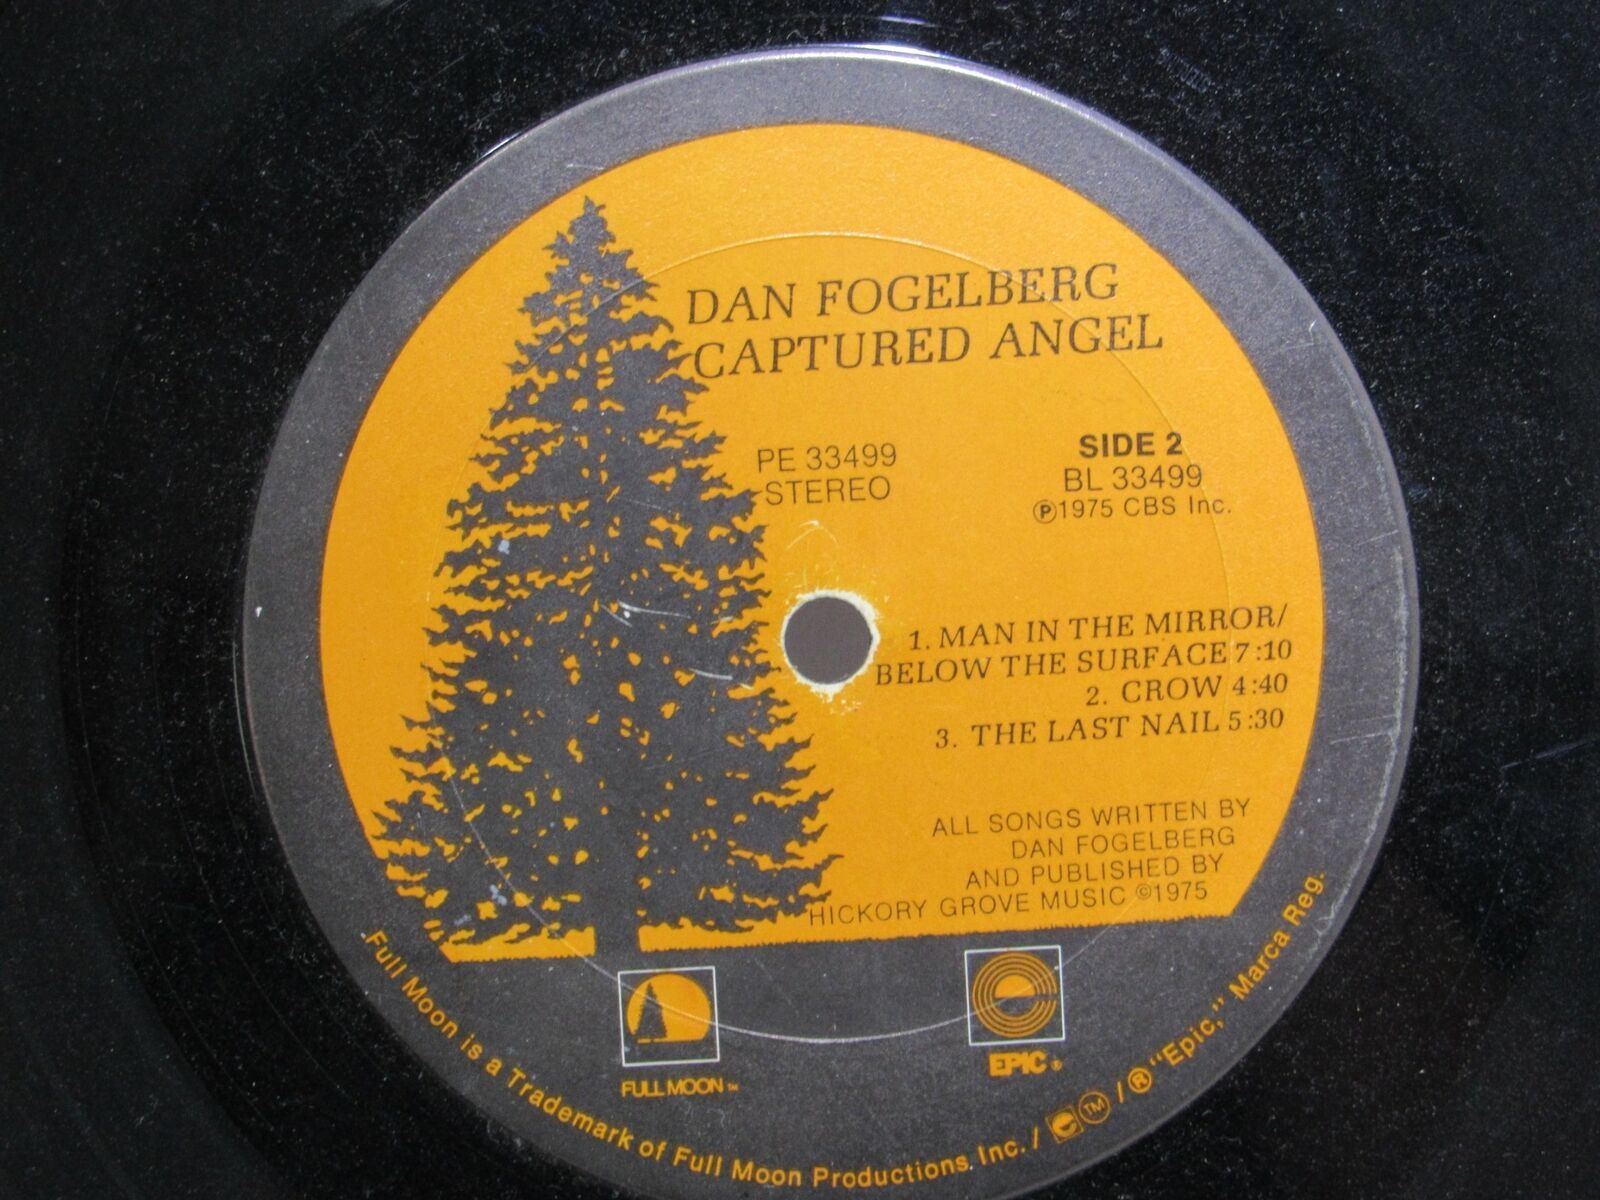 DAN FOGELBERG
CAPTURED ANGEL
PE 33499
STEREO
SIDE 2
BL 33499
Ⓟ1975 CBS Inc.
1. MAN IN THE MIRROR/
BELOW THE SURFACE 7:10
2. CROW 4:40
3. THE LAST NAIL 5:30
ALL SONGS WRITTEN BY
DAN FOGELBERG
AND PUBLISHED BY
HICKORY GROVE MUSIC ©1975
FULL MOON™
e
EPIC®
Full Moon is a Trademark of Full Moon Productions Inc. / e ™ / ® "Epic," Marca Reg.